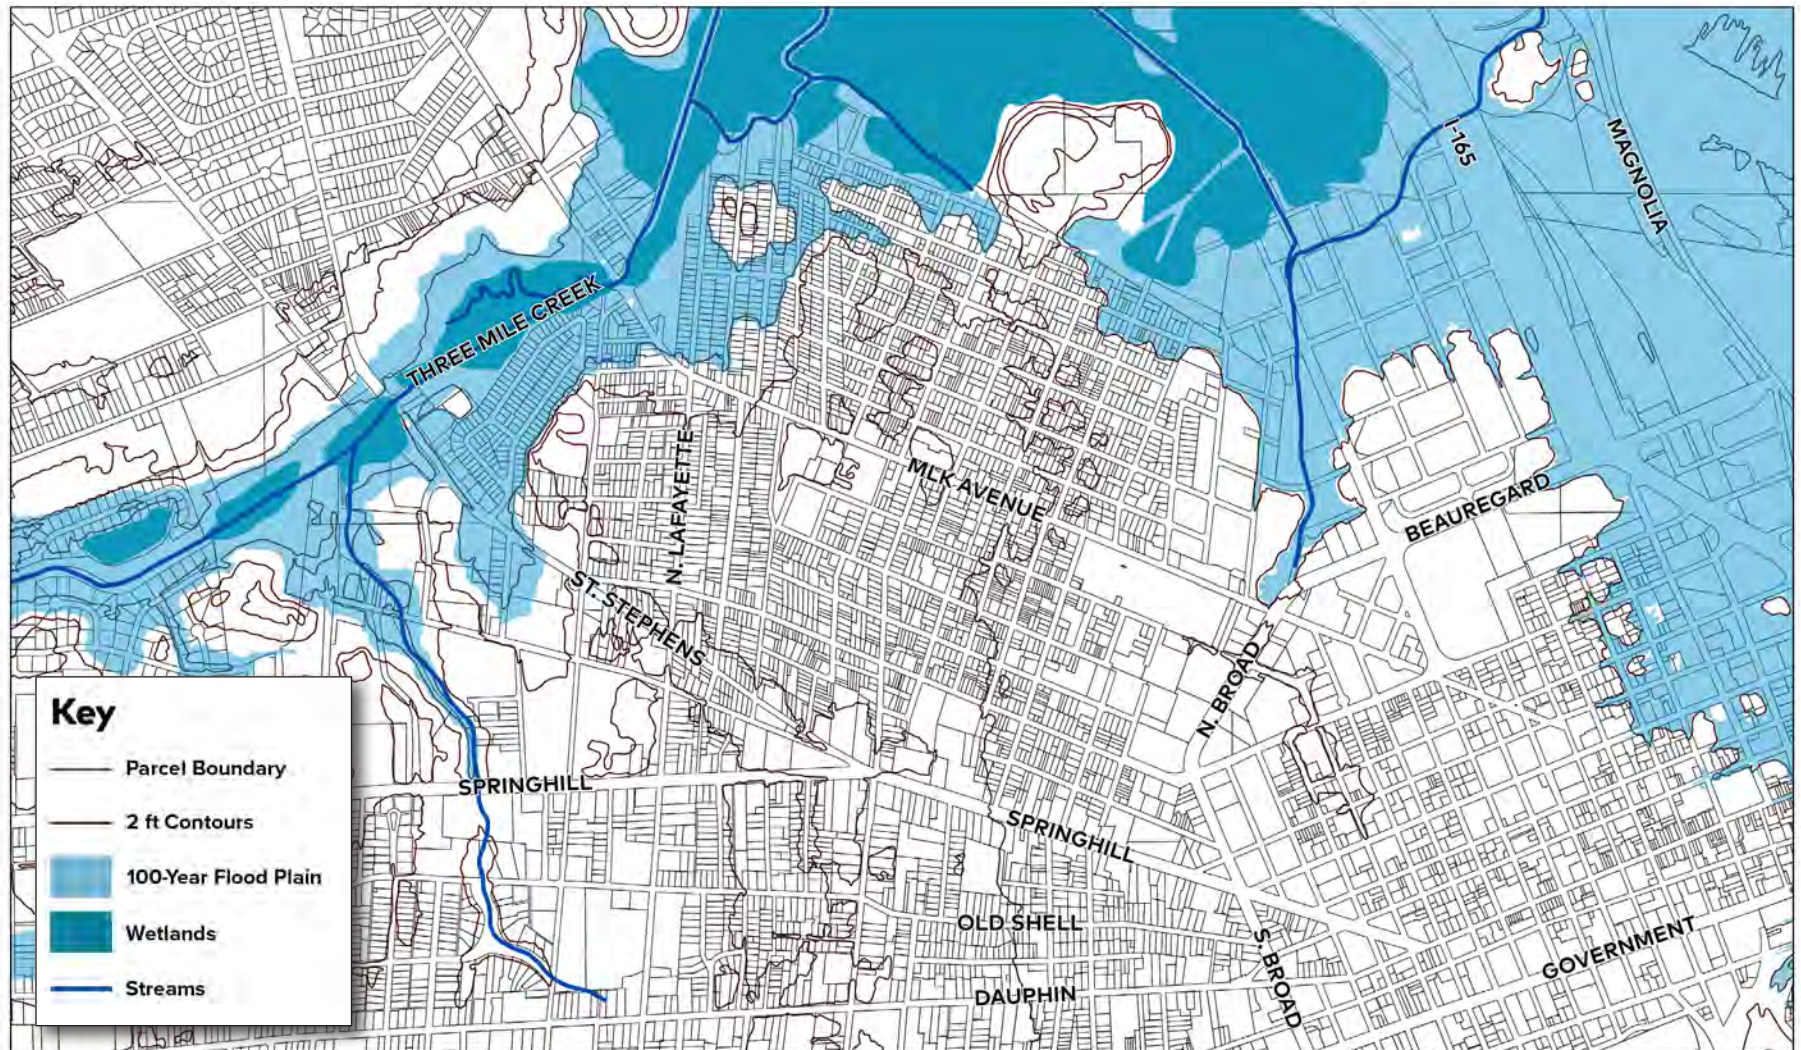 I-165
MAGNOLIA
THREE MILE CREEK
N. LAFAYETTE
MLK AVENUE
BEAUREGARD
ST. STEPHENS
N. BROAD
SPRINGHILL
SPRINGHILL
OLD SHELL
S. BROAD
GOVERNMENT
DAUPHIN
Key
Parcel Boundary
2 ft Contours
100-Year Flood Plain
Wetlands
Streams